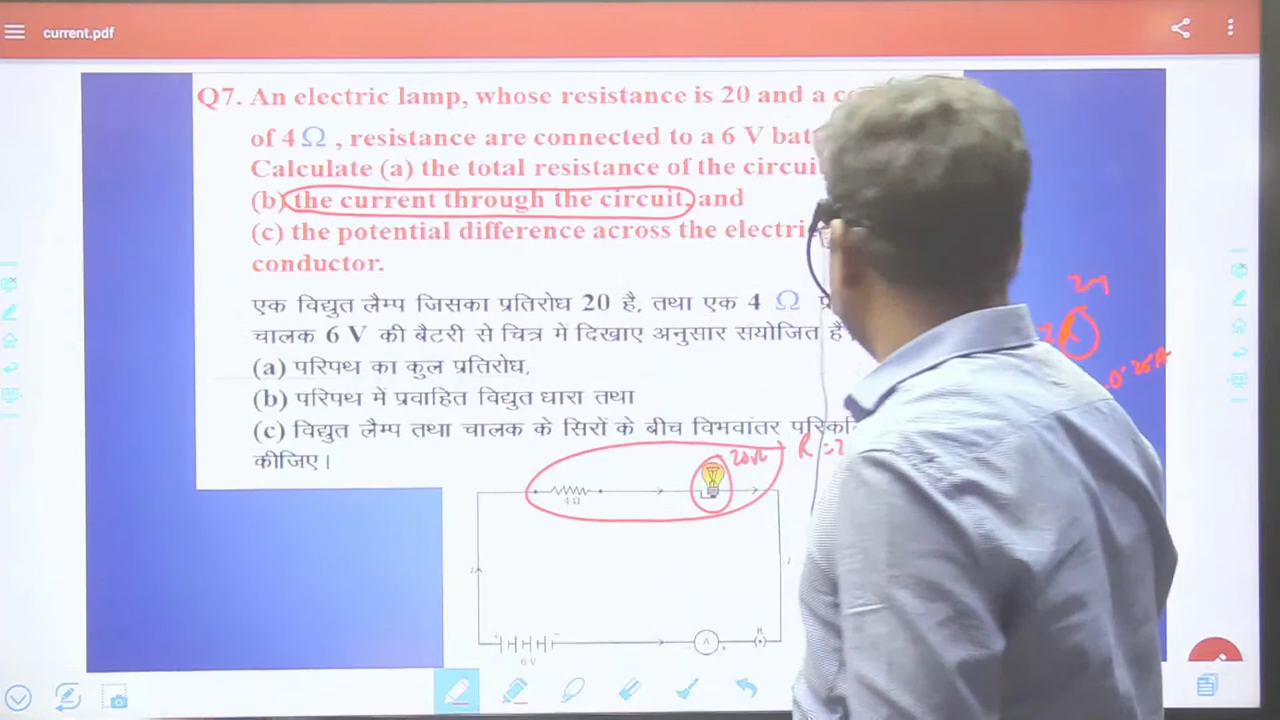 current.pdf
Q7. An electric lamp, whose resistance is 20 and a
of 4 Ω , resistance are connected to a 6 V
Calculate (a) the total resistance of the
(b) the current through the circuit, and
(c) the potential difference across the
conductor.
एक विद्युत लैम्प जिसका प्रतिरोध 20 है, तथा एक 4 Ω
चालक 6 V की बैटरी से चित्र में दिखाए अनुसार सयोजित
(a) परिपथ का कुल प्रतिरोध,
(b) परिपथ में प्रवाहित विद्युत धारा तथा
(c) विद्युत लैम्प तथा चालक के सिरों के बीच विभवांतर
कीजिए।
20Ω
4 Ω
A
6 V